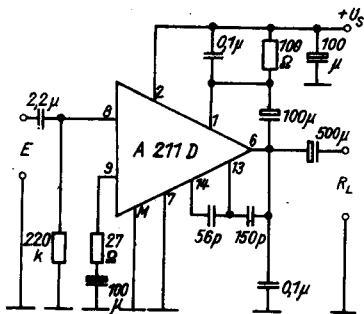 +U_S
0,1µ
100
Ω
100
µ
2
1
2,2µ
8
100µ
6
500µ
E
A 211 D
9
13
14
M
7
R_L
220
k
27
Ω
56p
150p
100
µ
0,1µ